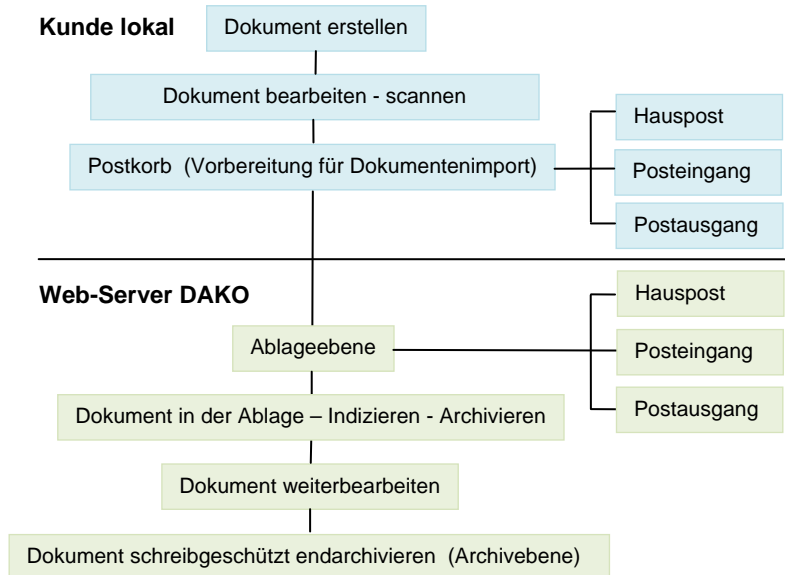 Kunde lokal
Dokument erstellen
Dokument bearbeiten - scannen
Postkorb (Vorbereitung für Dokumentenimport)
Hauspost
Posteingang
Postausgang
Web-Server DAKO
Ablageebene
Hauspost
Posteingang
Postausgang
Dokument in der Ablage – Indizieren - Archivieren
Dokument weiterbearbeiten
Dokument schreibgeschützt endarchivieren (Archivebene)